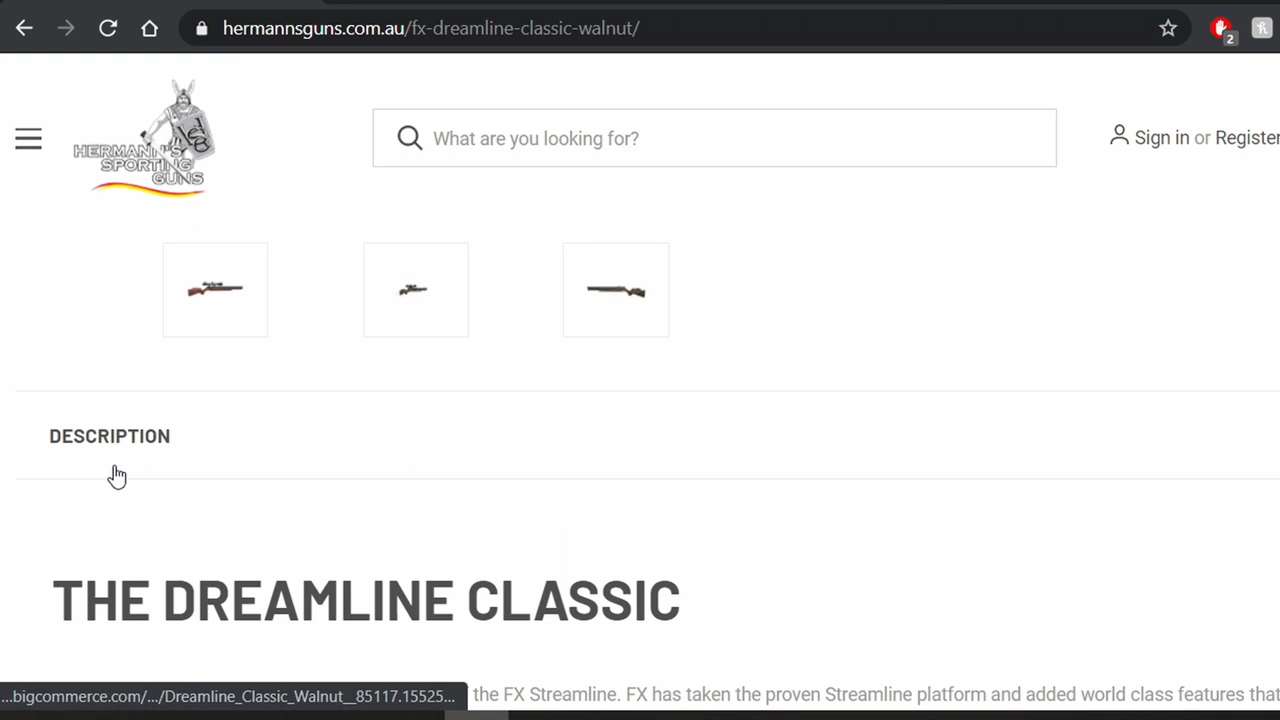 hermannsguns.com.au/fx-dreamline-classic-walnut/
2
HERMANN'S
SPORTING
GUNS
What are you looking for?
Sign in or Register
DESCRIPTION
THE DREAMLINE CLASSIC
the FX Streamline. FX has taken the proven Streamline platform and added world class features that
...bigcommerce.com/.../Dreamline_Classic_Walnut__85117.15525...